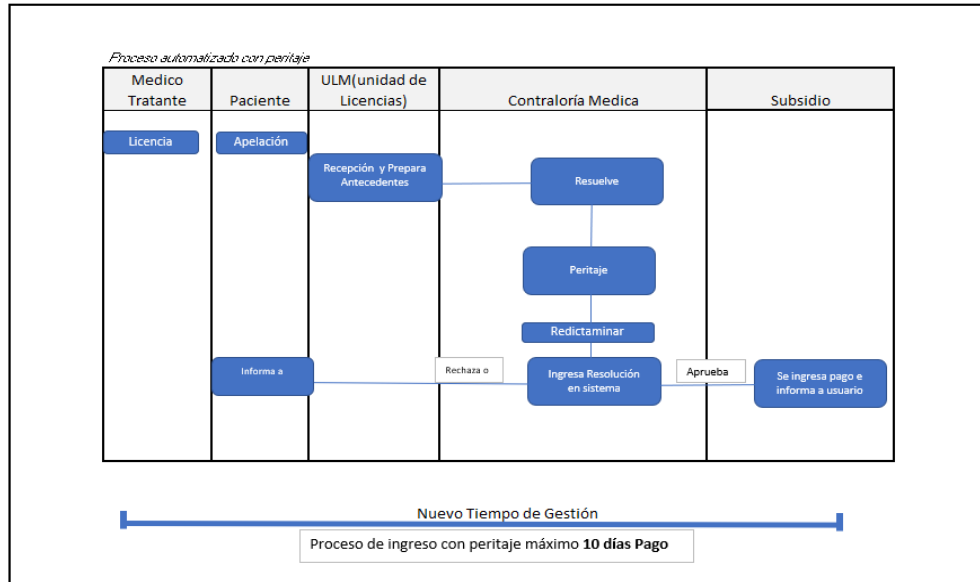 Proceso automatizado con peritaje
Medico
Tratante
Paciente
ULM(unidad de
Licencias)
Contraloría Medica
Subsidio
Licencia
Apelación
Recepción y Prepara
Antecedentes
Resuelve
Peritaje
Redictaminar
Informa a
Rechaza o
Ingresa Resolución
en sistema
Aprueba
Se ingresa pago e
informa a usuario
Nuevo Tiempo de Gestión
Proceso de ingreso con peritaje máximo 10 días Pago